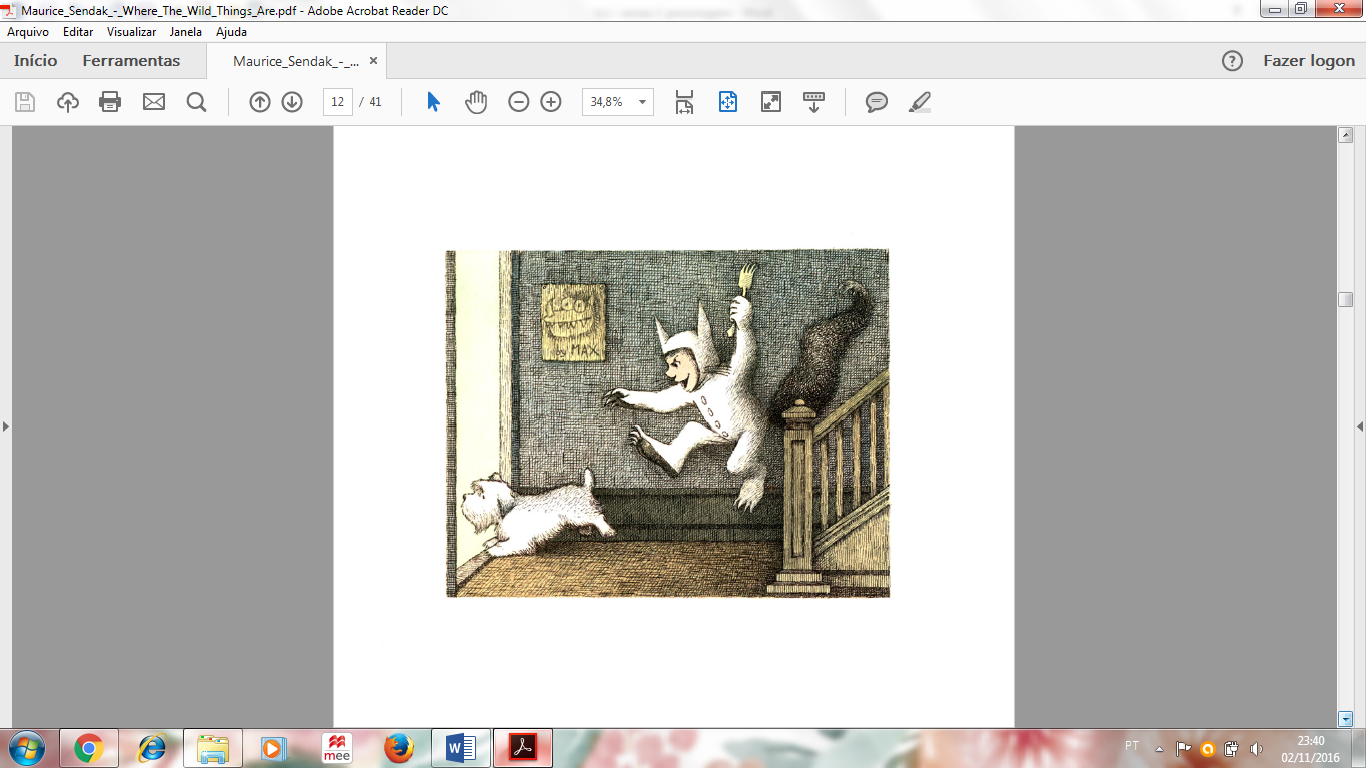 Maurice_Sendak_-_Where_The_Wild_Things_Are.pdf - Adobe Acrobat Reader DC
Arquivo Editar Visualizar Janela Ajuda
Início Ferramentas Maurice_Sendak_-_... × ? Fazer logon
12 / 41 34,8%
by MAX
mee
PT 23:40
02/11/2016